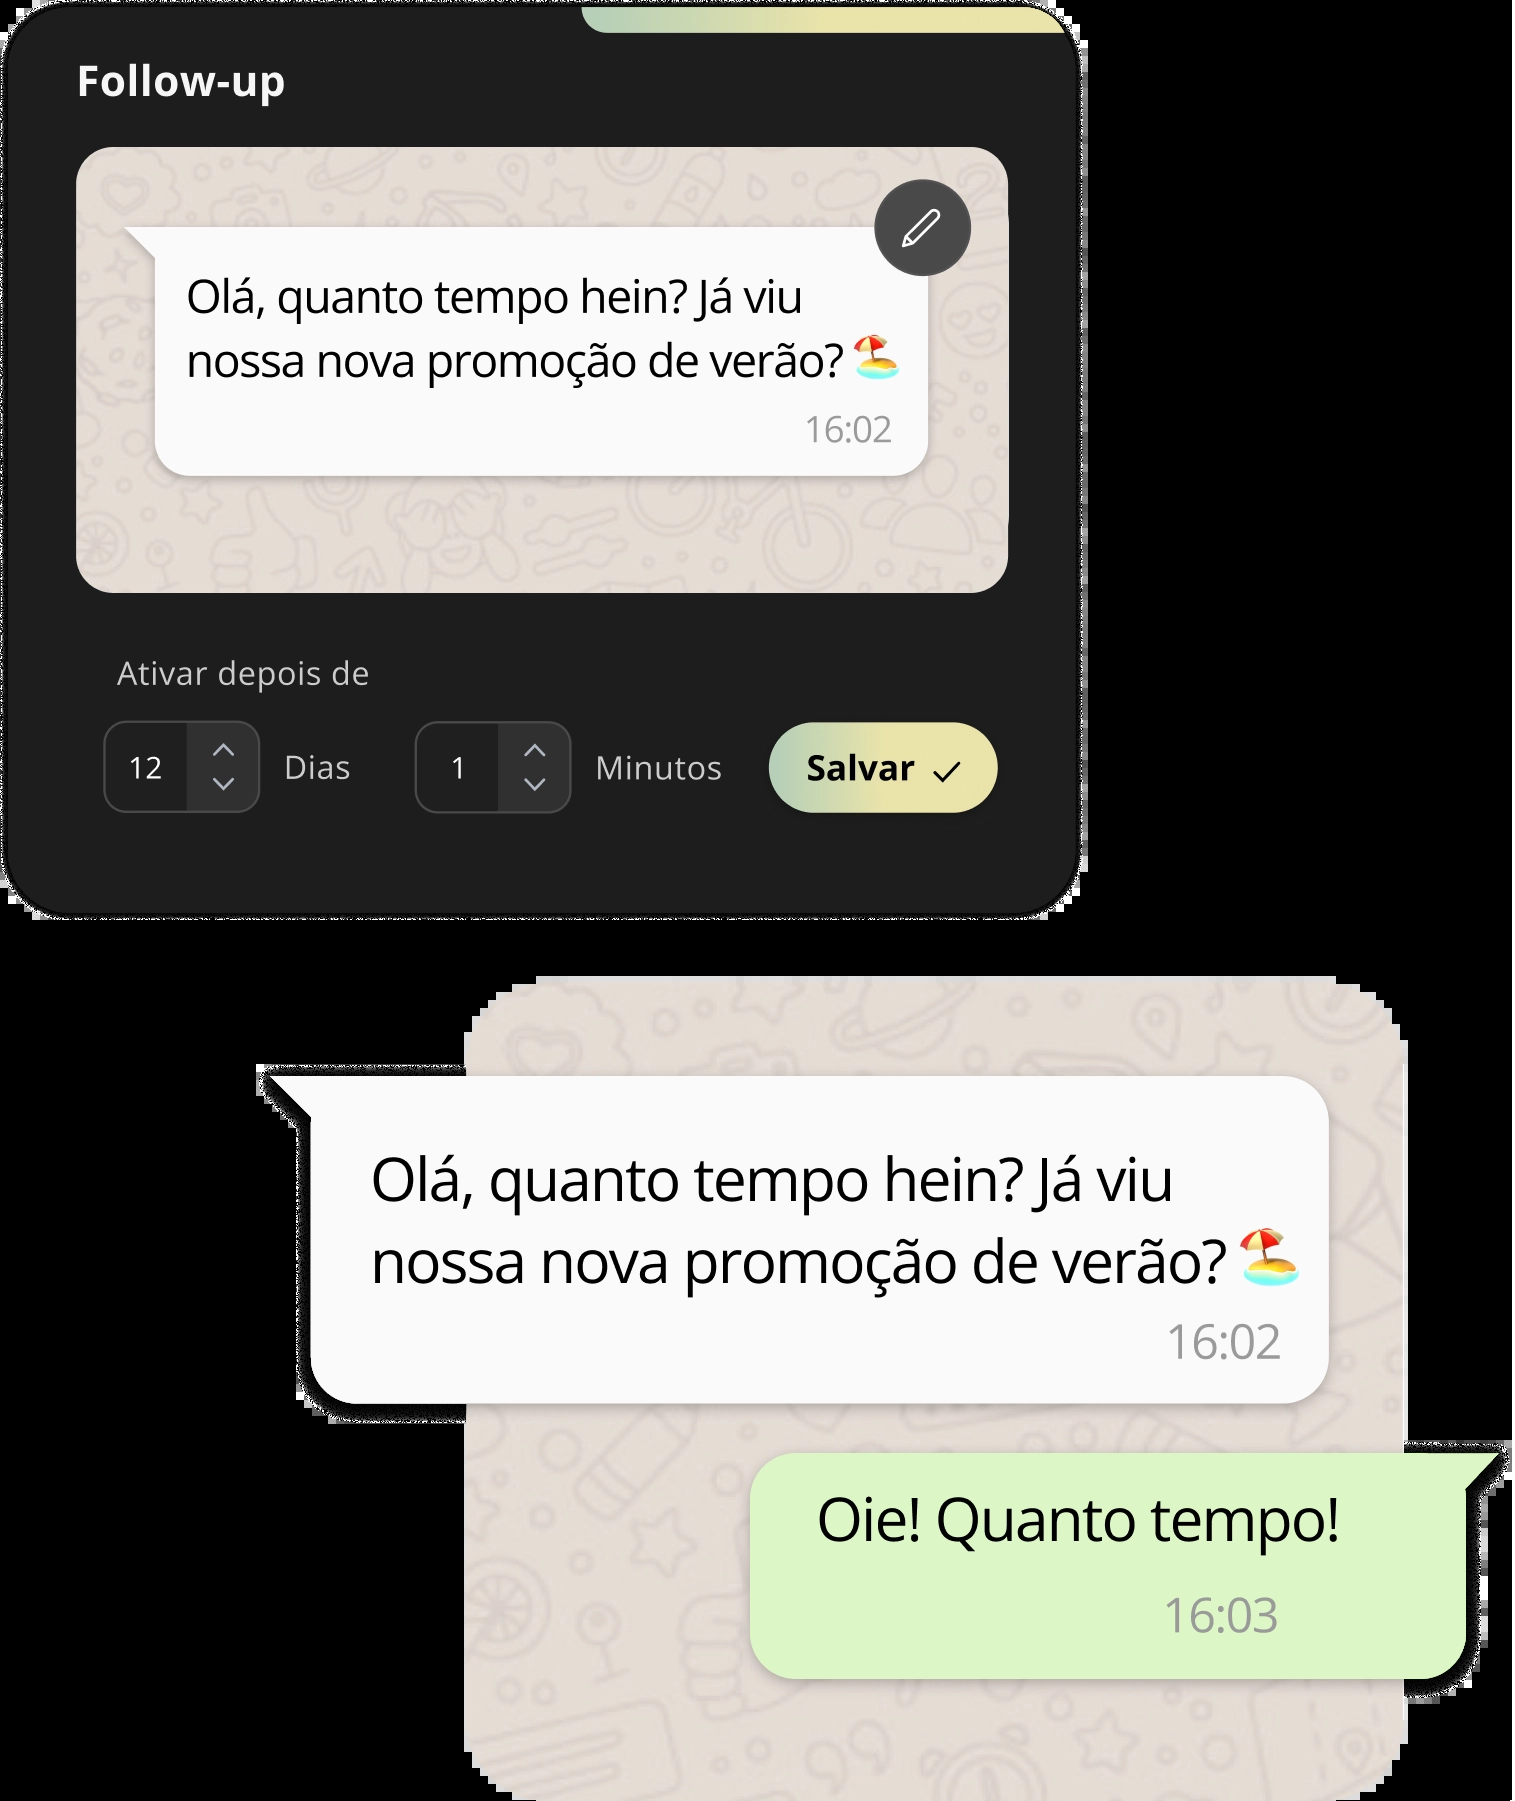 Follow-up
Olá, quanto tempo hein? Já viu
nossa nova promoção de verão? 🏖️
16:02
Ativar depois de
12 Dias 1 Minutos Salvar
Olá, quanto tempo hein? Já viu
nossa nova promoção de verão? 🏖️
16:02
Oie! Quanto tempo!
16:03